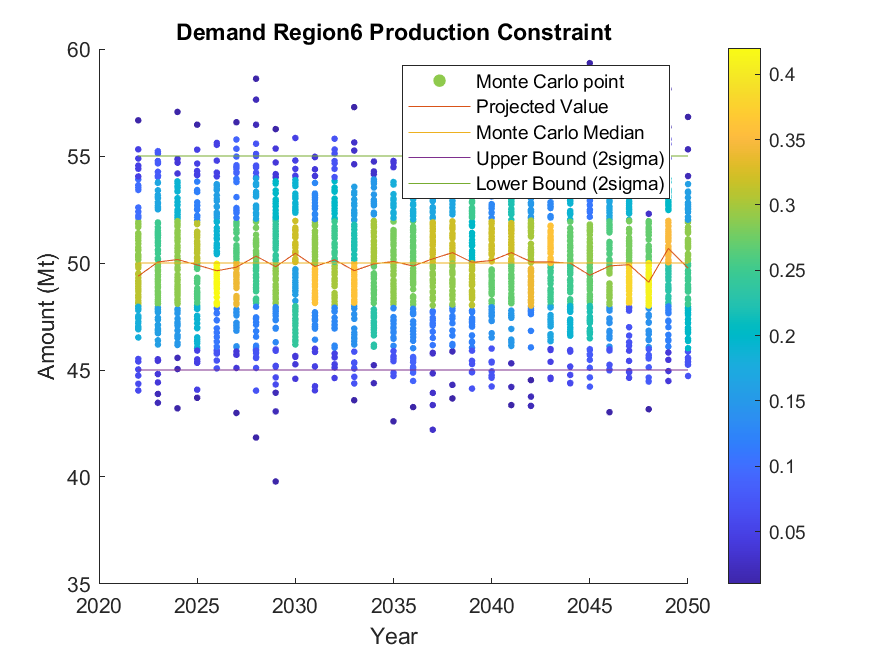 Demand Region6 Production Constraint
60
55
50
45
40
35
Amount (Mt)
2020
2025
2030
2035
2040
2045
2050
Year
Monte Carlo point
Projected Value
Monte Carlo Median
Upper Bound (2sigma)
Lower Bound (2sigma)
0.4
0.35
0.3
0.25
0.2
0.15
0.1
0.05